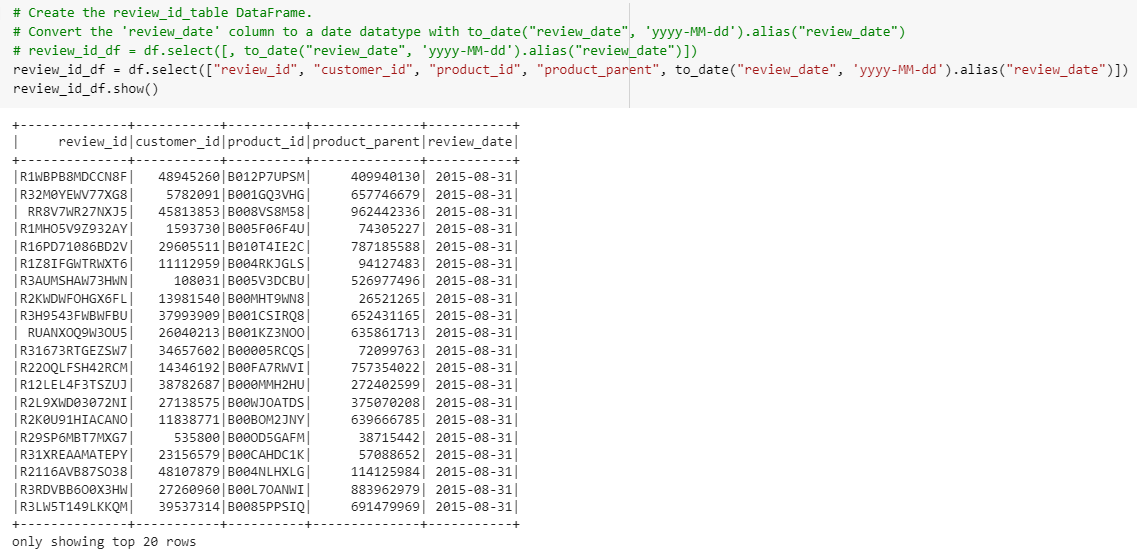 # Create the review_id_table DataFrame.
# Convert the 'review_date' column to a date datatype with to_date("review_date", 'yyyy-MM-dd').alias("review_date")
# review_id_df = df.select([, to_date("review_date", 'yyyy-MM-dd').alias("review_date")])
review_id_df = df.select(["review_id", "customer_id", "product_id", "product_parent", to_date("review_date", 'yyyy-MM-dd').alias("review_date")])
review_id_df.show()
+--------------+-----------+----------+--------------+-----------+
|     review_id|customer_id|product_id|product_parent|review_date|
+--------------+-----------+----------+--------------+-----------+
|R1WBPB8MDCCN8F|   48945260|B012P7UPSM|     409940130| 2015-08-31|
|R32M0YEWV77XG8|    5782091|B001GQ3VHG|     657746679| 2015-08-31|
| RR8V7WR27NXJ5|   45813853|B008VS8M58|     962442336| 2015-08-31|
|R1MHO5V9Z932AY|    1593730|B005F06F4U|      74305227| 2015-08-31|
|R16PD71086BD2V|   29605511|B010T4IE2C|     787185588| 2015-08-31|
|R1Z8IFGWTRWXT6|   11112959|B004RKJGLS|      94127483| 2015-08-31|
|R3AUMSHAW73HWN|     108031|B005V3DCBU|     526977496| 2015-08-31|
|R2KWDWFOHGX6FL|   13981540|B00MHT9WN8|      26521265| 2015-08-31|
|R3H9543FWBWFBU|   37993909|B001CSIRQ8|     652431165| 2015-08-31|
| RUANXOQ9W3OU5|   26040213|B001KZ3NOO|     635861713| 2015-08-31|
|R31673RTGEZSW7|   34657602|B00005RCQS|      72099763| 2015-08-31|
|R22OQLFSH42RCM|   14346192|B00FA7RWVI|     757354022| 2015-08-31|
|R12LEL4F3TSZUJ|   38782687|B000MMH2HU|     272402599| 2015-08-31|
|R2L9XWD03072NI|   27138575|B00WJOATDS|     375070208| 2015-08-31|
|R2K0U91HIACANO|   11838771|B00BOM2JNY|     639666785| 2015-08-31|
|R29SP6MBT7MXG7|     535800|B00OD5GAFM|      38715442| 2015-08-31|
|R31XREAAMATEPY|   23156579|B00CAHDC1K|      57088652| 2015-08-31|
|R2116AVB87SO38|   48107879|B004NLHXLG|     114125984| 2015-08-31|
|R3RDVBB6O0X3HW|   27260960|B00L7OANWI|     883962979| 2015-08-31|
|R3LW5T149LKKQM|   39537314|B0085PPSIQ|     691479969| 2015-08-31|
+--------------+-----------+----------+--------------+-----------+
only showing top 20 rows